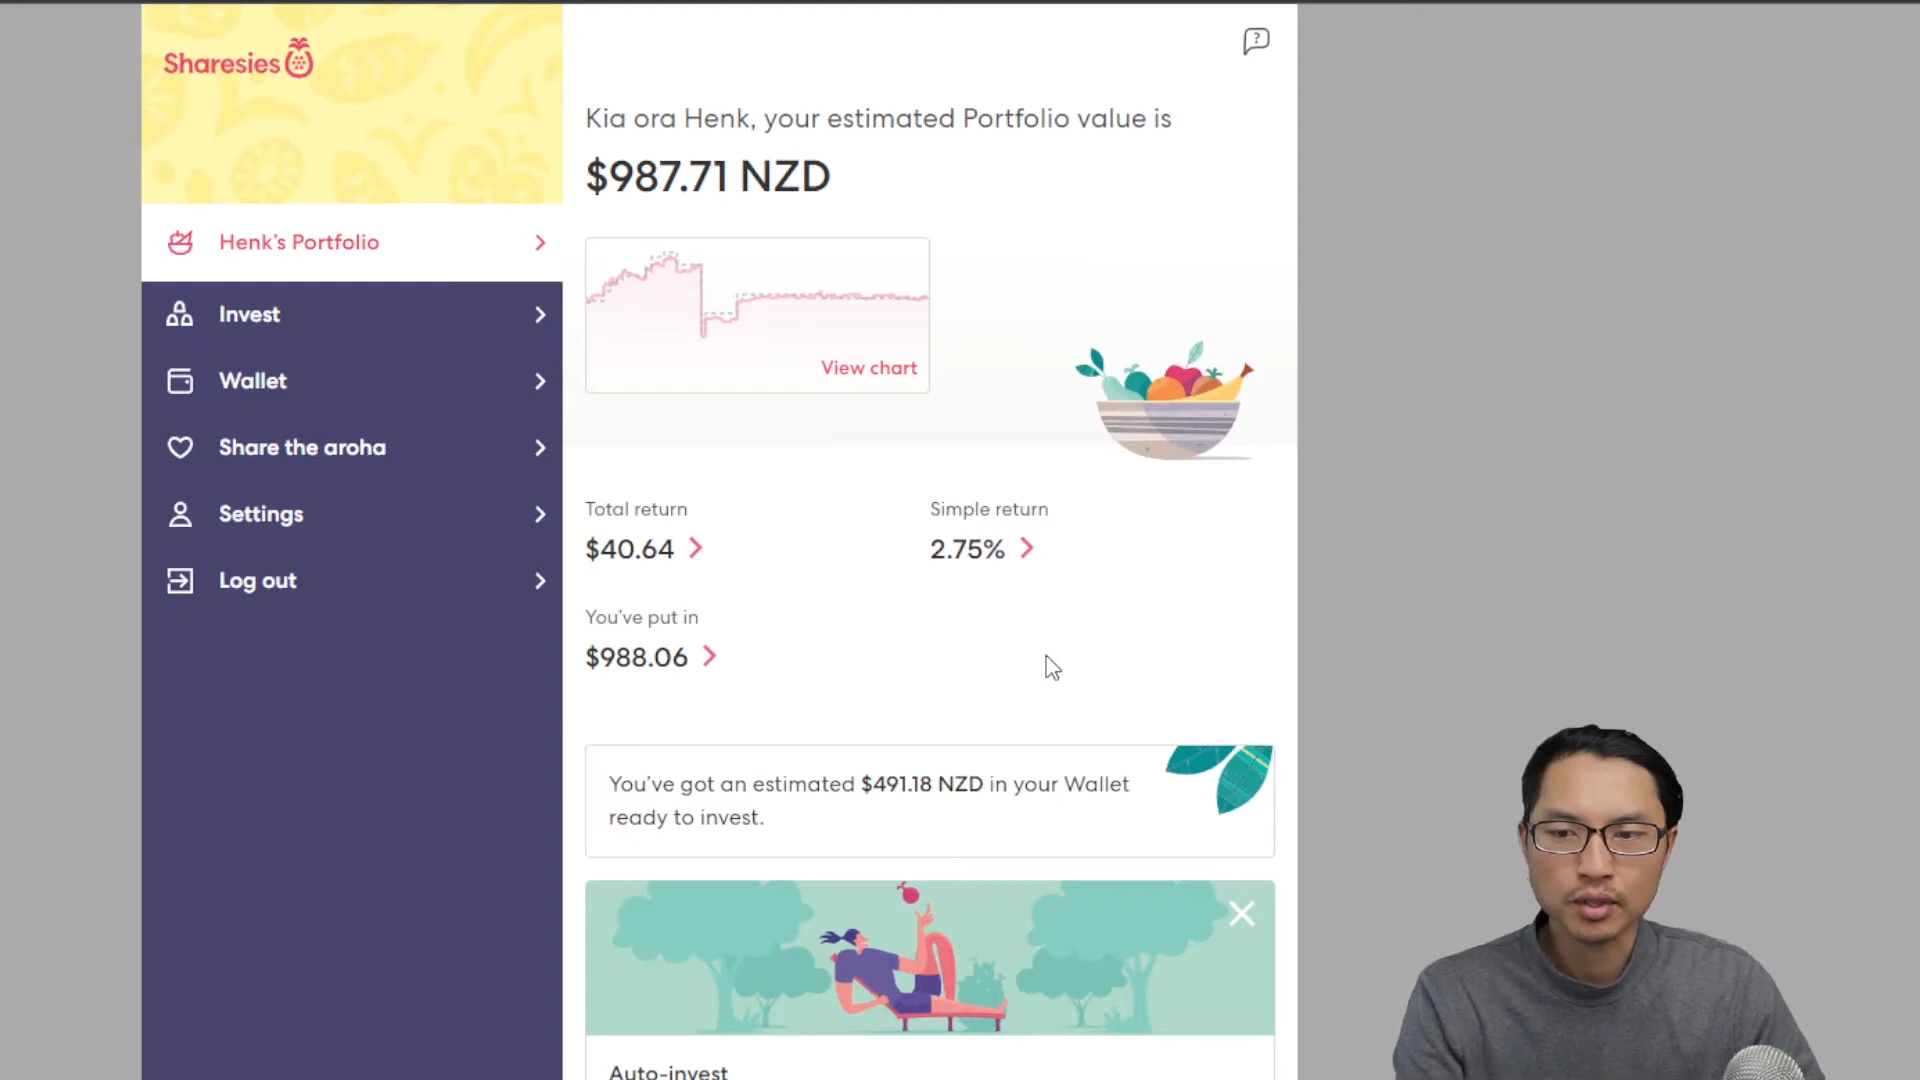 Sharesies
Kia ora Henk, your estimated Portfolio value is
$987.71 NZD
Henk's Portfolio
Invest
Wallet
Share the aroha
Settings
Log out
View chart
Total return
Simple return
$40.64
2.75%
You've put in
$988.06
You've got an estimated $491.18 NZD in your Wallet
ready to invest.
Auto-invest